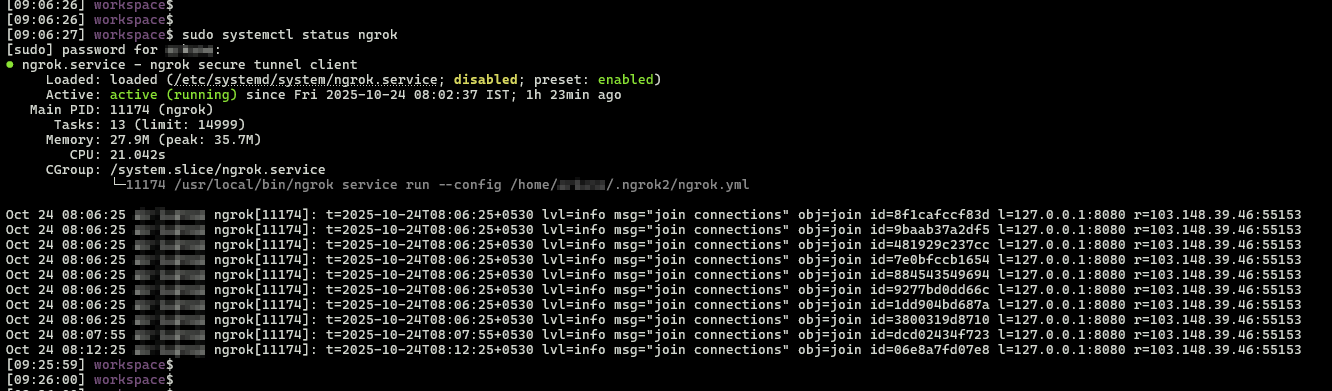 [09:06:26] workspace$
[09:06:26] workspace$
[09:06:27] workspace$ sudo systemctl status ngrok
[sudo] password for :
● ngrok.service - ngrok secure tunnel client
Loaded: loaded (/etc/systemd/system/ngrok.service; disabled; preset: enabled)
Active: active (running) since Fri 2025-10-24 08:02:37 IST; 1h 23min ago
Main PID: 11174 (ngrok)
Tasks: 13 (limit: 14999)
Memory: 27.9M (peak: 35.7M)
CPU: 21.042s
CGroup: /system.slice/ngrok.service
└─11174 /usr/local/bin/ngrok service run --config /home/ /.ngrok2/ngrok.yml
Oct 24 08:06:25 ngrok[11174]: t=2025-10-24T08:06:25+0530 lvl=info msg="join connections" obj=join id=8f1cafccf83d l=127.0.0.1:8080 r=103.148.39.46:55153
Oct 24 08:06:25 ngrok[11174]: t=2025-10-24T08:06:25+0530 lvl=info msg="join connections" obj=join id=9baab37a2df5 l=127.0.0.1:8080 r=103.148.39.46:55153
Oct 24 08:06:25 ngrok[11174]: t=2025-10-24T08:06:25+0530 lvl=info msg="join connections" obj=join id=481929c237cc l=127.0.0.1:8080 r=103.148.39.46:55153
Oct 24 08:06:25 ngrok[11174]: t=2025-10-24T08:06:25+0530 lvl=info msg="join connections" obj=join id=7e0bfccb1654 l=127.0.0.1:8080 r=103.148.39.46:55153
Oct 24 08:06:25 ngrok[11174]: t=2025-10-24T08:06:25+0530 lvl=info msg="join connections" obj=join id=884543549694 l=127.0.0.1:8080 r=103.148.39.46:55153
Oct 24 08:06:25 ngrok[11174]: t=2025-10-24T08:06:25+0530 lvl=info msg="join connections" obj=join id=9277bd0dd66c l=127.0.0.1:8080 r=103.148.39.46:55153
Oct 24 08:06:25 ngrok[11174]: t=2025-10-24T08:06:25+0530 lvl=info msg="join connections" obj=join id=1dd904bd687a l=127.0.0.1:8080 r=103.148.39.46:55153
Oct 24 08:06:25 ngrok[11174]: t=2025-10-24T08:06:25+0530 lvl=info msg="join connections" obj=join id=3800319d8710 l=127.0.0.1:8080 r=103.148.39.46:55153
Oct 24 08:07:55 ngrok[11174]: t=2025-10-24T08:07:55+0530 lvl=info msg="join connections" obj=join id=dcd02434f723 l=127.0.0.1:8080 r=103.148.39.46:55153
Oct 24 08:12:25 ngrok[11174]: t=2025-10-24T08:12:25+0530 lvl=info msg="join connections" obj=join id=06e8a7fd07e8 l=127.0.0.1:8080 r=103.148.39.46:55153
[09:25:59] workspace$
[09:26:00] workspace$